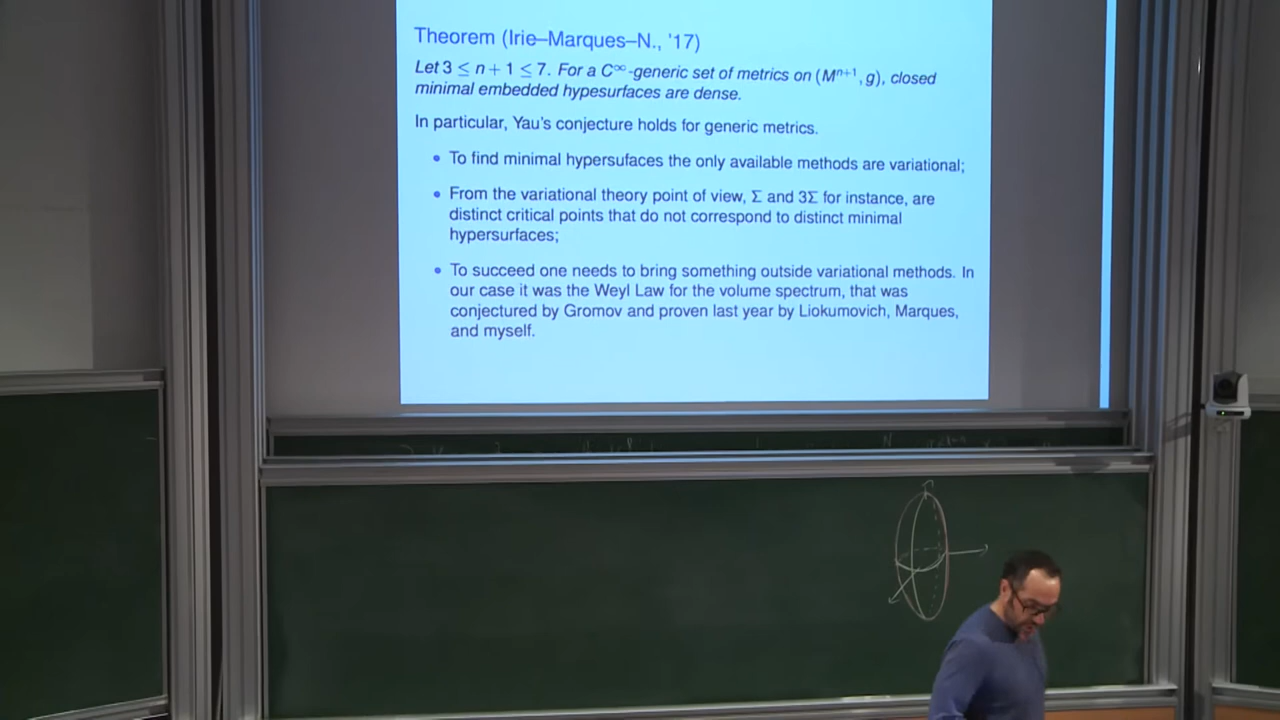 Theorem (Irie–Marques–N., '17)
Let 3 ≤ n + 1 ≤ 7. For a C∞-generic set of metrics on (Mⁿ⁺¹, g), closed
minimal embedded hypesurfaces are dense.
In particular, Yau's conjecture holds for generic metrics.
• To find minimal hypersufaces the only available methods are variational;
• From the variational theory point of view, Σ and 3Σ for instance, are
distinct critical points that do not correspond to distinct minimal
hypersurfaces;
• To succeed one needs to bring something outside variational methods. In
our case it was the Weyl Law for the volume spectrum, that was
conjectured by Gromov and proven last year by Liokumovich, Marques,
and myself.